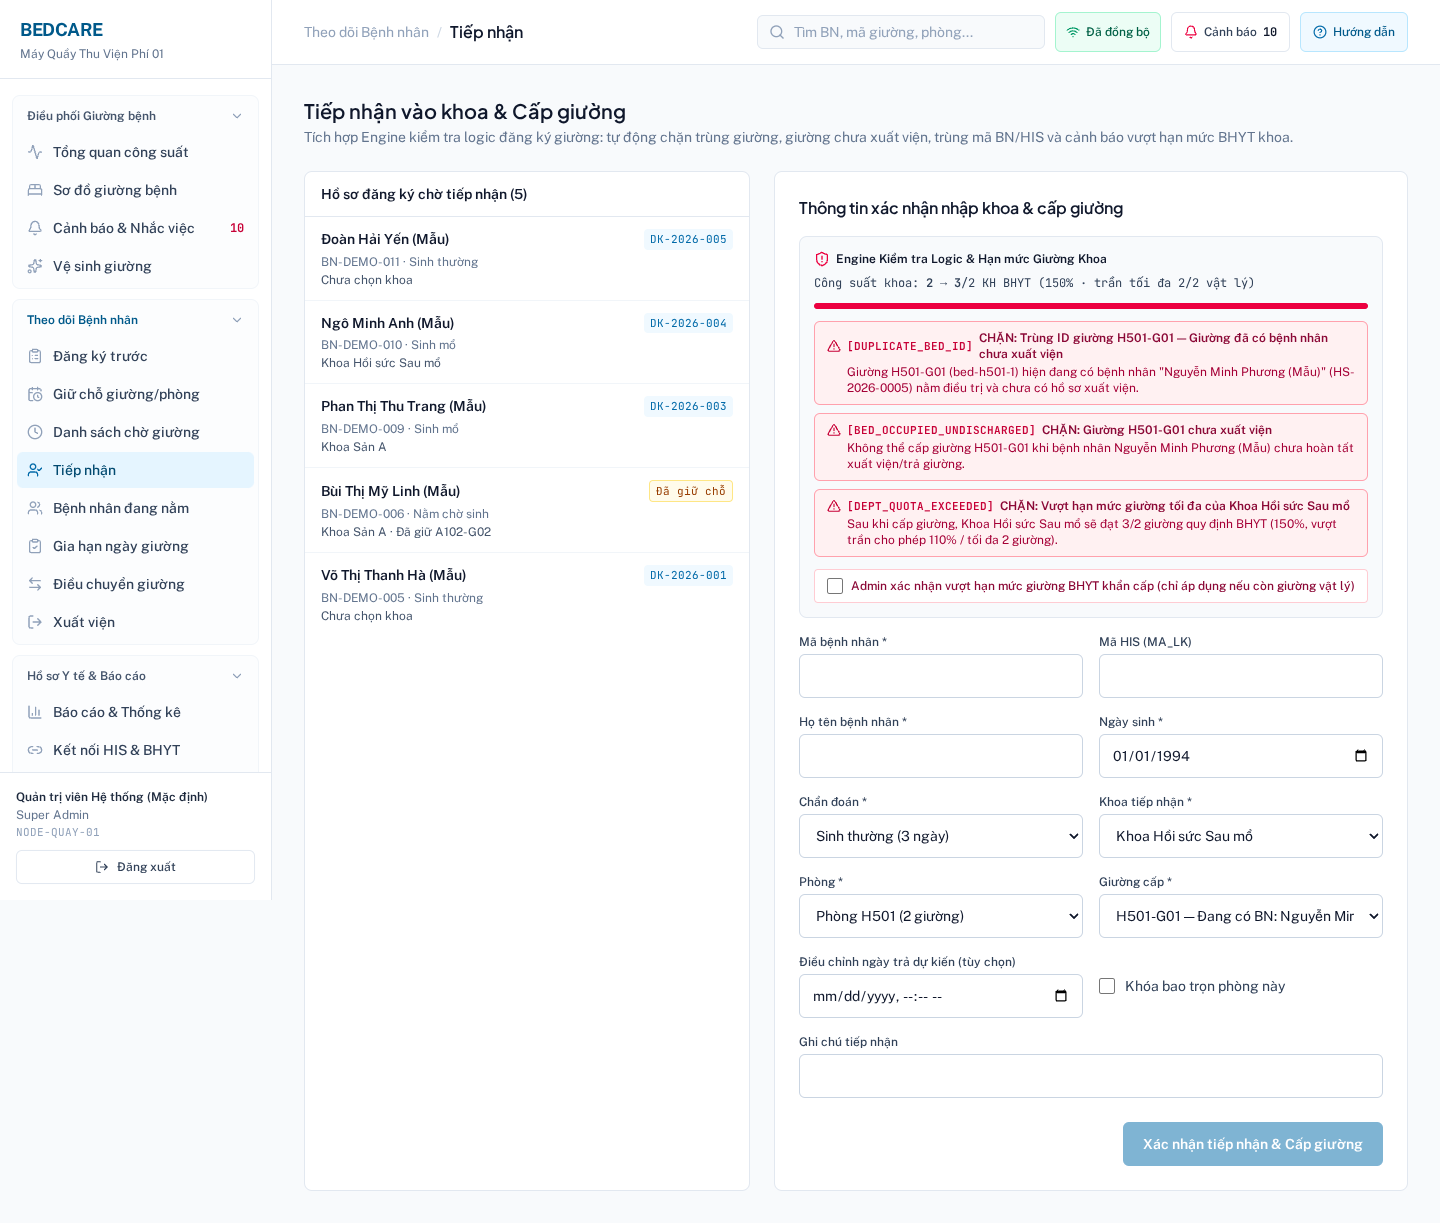 BEDCARE
Máy Quầy Thu Viện Phí 01
Điều phối Giường bệnh
Tổng quan công suất
Sơ đồ giường bệnh
Cảnh báo & Nhắc việc 10
Vệ sinh giường
Theo dõi Bệnh nhân
Đăng ký trước
Giữ chỗ giường/phòng
Danh sách chờ giường
Tiếp nhận
Bệnh nhân đang nằm
Gia hạn ngày giường
Điều chuyển giường
Xuất viện
Hồ sơ Y tế & Báo cáo
Báo cáo & Thống kê
Kết nối HIS & BHYT
Quản trị viên Hệ thống (Mặc định)
Super Admin
NODE-QUAY-01
Đăng xuất
Theo dõi Bệnh nhân / Tiếp nhận
Tìm BN, mã giường, phòng...
Đã đồng bộ
Cảnh báo 10
Hướng dẫn
Tiếp nhận vào khoa & Cấp giường
Tích hợp Engine kiểm tra logic đăng ký giường: tự động chặn trùng giường, giường chưa xuất viện, trùng mã BN/HIS và cảnh báo vượt hạn mức BHYT khoa.
Hồ sơ đăng ký chờ tiếp nhận (5)
Đoàn Hải Yến (Mẫu) DK-2026-005
BN-DEMO-011 · Sinh thường
Chưa chọn khoa
Ngô Minh Anh (Mẫu) DK-2026-004
BN-DEMO-010 · Sinh mổ
Khoa Hồi sức Sau mổ
Phan Thị Thu Trang (Mẫu) DK-2026-003
BN-DEMO-009 · Sinh mổ
Khoa Sản A
Bùi Thị Mỹ Linh (Mẫu) Đã giữ chỗ
BN-DEMO-006 · Nằm chờ sinh
Khoa Sản A · Đã giữ A102-G02
Võ Thị Thanh Hà (Mẫu) DK-2026-001
BN-DEMO-005 · Sinh thường
Chưa chọn khoa
Thông tin xác nhận nhập khoa & cấp giường
Engine Kiểm tra Logic & Hạn mức Giường Khoa
Công suất khoa: 2 → 3/2 KH BHYT (150% · trần tối đa 2/2 vật lý)
[DUPLICATE_BED_ID] CHẶN: Trùng ID giường H501-G01 — Giường đã có bệnh nhân
chưa xuất viện
Giường H501-G01 (bed-h501-1) hiện đang có bệnh nhân "Nguyễn Minh Phương (Mẫu)" (HS-
2026-0005) nằm điều trị và chưa có hồ sơ xuất viện.
[BED_OCCUPIED_UNDISCHARGED] CHẶN: Giường H501-G01 chưa xuất viện
Không thể cấp giường H501-G01 khi bệnh nhân Nguyễn Minh Phương (Mẫu) chưa hoàn tất
xuất viện/trả giường.
[DEPT_QUOTA_EXCEEDED] CHẶN: Vượt hạn mức giường tối đa của Khoa Hồi sức Sau mổ
Sau khi cấp giường, Khoa Hồi sức Sau mổ sẽ đạt 3/2 giường quy định BHYT (150%, vượt
trần cho phép 110% / tối đa 2 giường).
Admin xác nhận vượt hạn mức giường BHYT khẩn cấp (chỉ áp dụng nếu còn giường vật lý)
Mã bệnh nhân *
Mã HIS (MA_LK)
Họ tên bệnh nhân *
Ngày sinh *
01/01/1994
Chẩn đoán *
Khoa tiếp nhận *
Sinh thường (3 ngày)
Khoa Hồi sức Sau mổ
Phòng *
Giường cấp *
Phòng H501 (2 giường)
H501-G01 — Đang có BN: Nguyễn Mir
Điều chỉnh ngày trả dự kiến (tùy chọn)
mm/dd/yyyy, --:-- --
Khóa bao trọn phòng này
Ghi chú tiếp nhận
Xác nhận tiếp nhận & Cấp giường